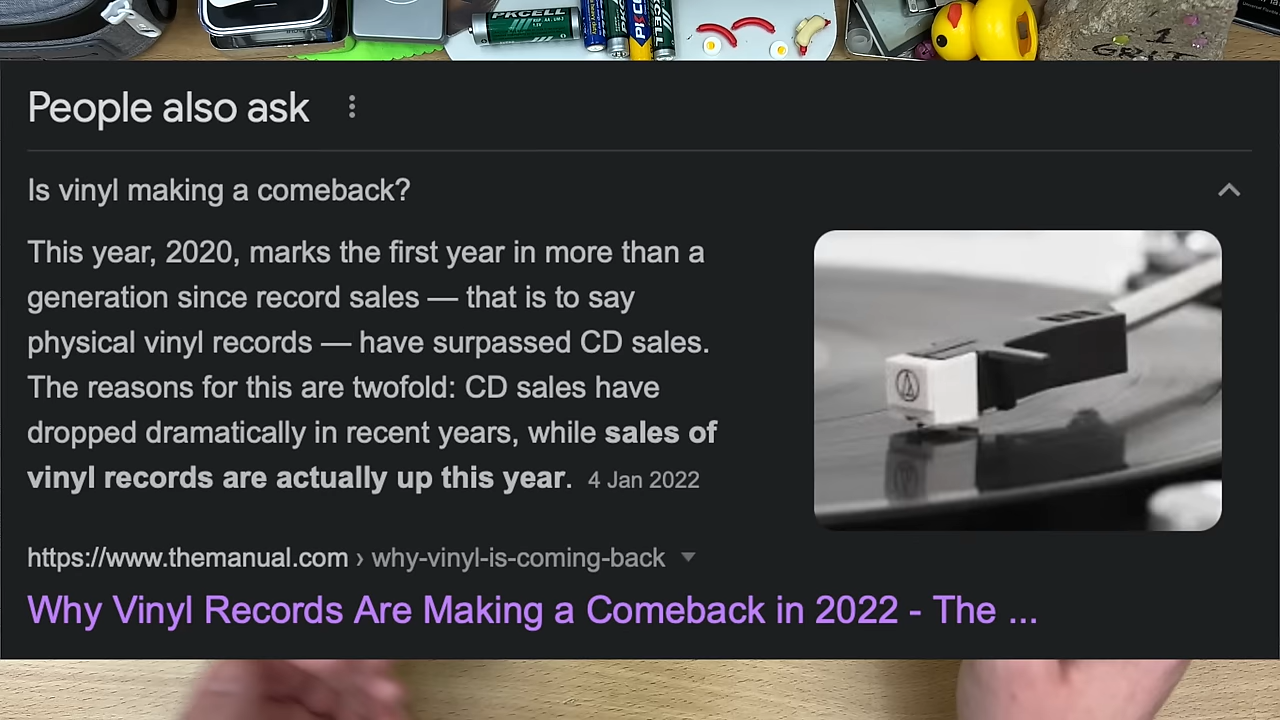 PKCELL
PKCELL
People also ask
Is vinyl making a comeback?
This year, 2020, marks the first year in more than a
generation since record sales — that is to say
physical vinyl records — have surpassed CD sales.
The reasons for this are twofold: CD sales have
dropped dramatically in recent years, while sales of
vinyl records are actually up this year. 4 Jan 2022
https://www.themanual.com › why-vinyl-is-coming-back
Why Vinyl Records Are Making a Comeback in 2022 - The ...